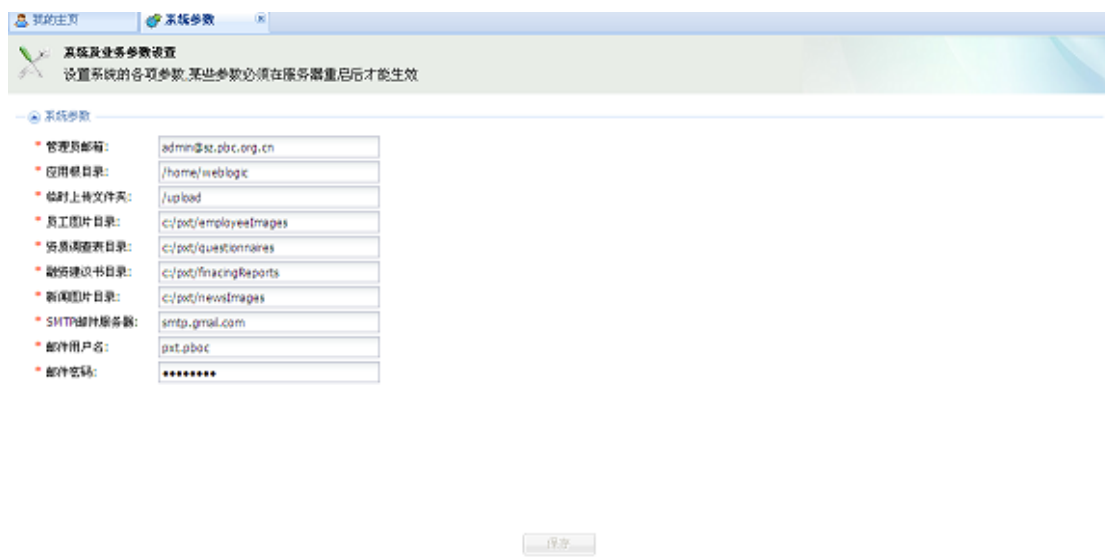 我的主页 系统参数
系统及业务参数设置
设置系统的各项参数,某些参数必须在服务器重启后才能生效
系统参数
* 管理员邮箱: admin@sz.pbc.org.cn
* 应用根目录: /home/weblogic
* 临时上传文件夹: /upload
* 员工图片目录: c:/pxt/employeeImages
* 资质调查表目录: c:/pxt/questionnaires
* 融资建议书目录: c:/pxt/finacingReports
* 新闻图片目录: c:/pxt/newsImages
* SMTP邮件服务器: smtp.gmail.com
* 邮件用户名: pxt.pboc
* 邮件密码: ••••••••
保存